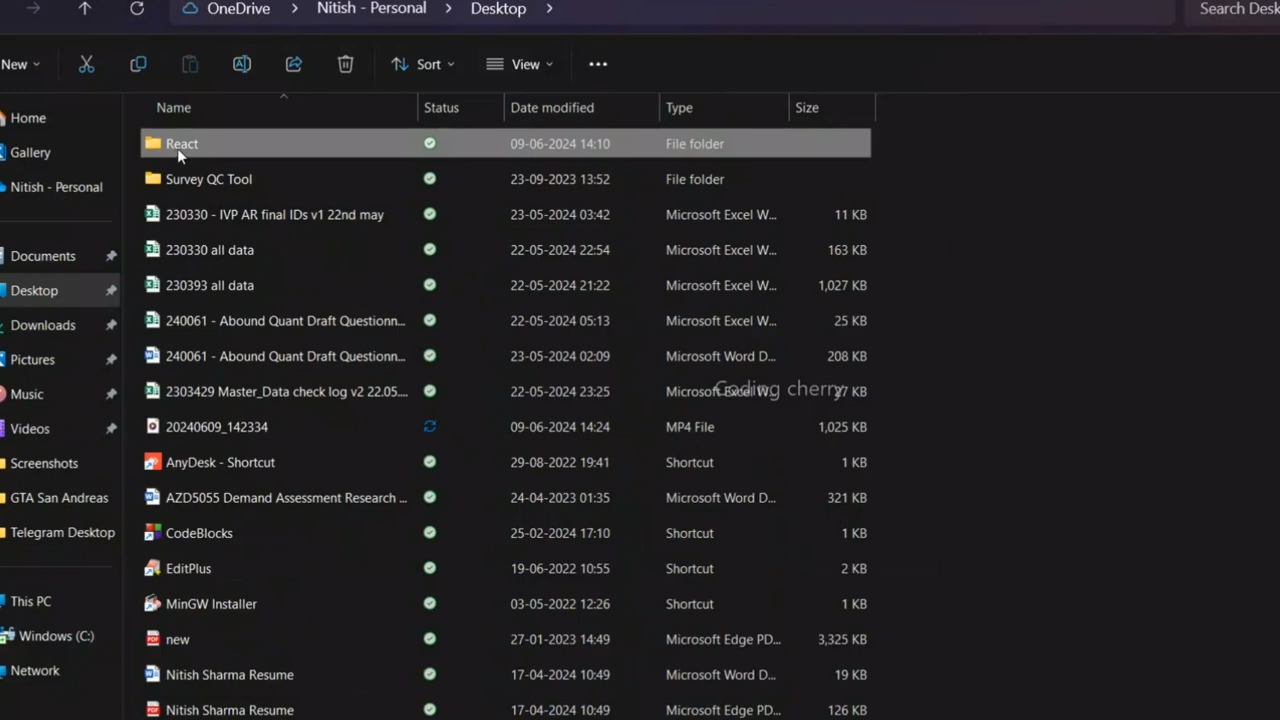 OneDrive > Nitish - Personal > Desktop > Search Desk
New Sort View
Name Status Date modified Type Size
Home
Gallery
Nitish - Personal
Documents
Desktop
Downloads
Pictures
Music
Videos
Screenshots
GTA San Andreas
Telegram Desktop
This PC
Windows (C:)
Network
React 09-06-2024 14:10 File folder
Survey QC Tool 23-09-2023 13:52 File folder
230330 - IVP AR final IDs v1 22nd may 23-05-2024 03:42 Microsoft Excel W... 11 KB
230330 all data 22-05-2024 22:54 Microsoft Excel W... 163 KB
230393 all data 22-05-2024 21:22 Microsoft Excel W... 1,027 KB
240061 - Abound Quant Draft Questionn... 22-05-2024 05:13 Microsoft Excel W... 25 KB
240061 - Abound Quant Draft Questionn... 23-05-2024 02:09 Microsoft Word D... 208 KB
2303429 Master_Data check log v2 22.05.... 22-05-2024 23:25 Microsoft Excel W... 27 KB
Coding cherry
20240609_142334 09-06-2024 14:24 MP4 File 1,025 KB
AnyDesk - Shortcut 29-08-2022 19:41 Shortcut 1 KB
AZD5055 Demand Assessment Research ... 24-04-2023 01:35 Microsoft Word D... 321 KB
CodeBlocks 25-02-2024 17:10 Shortcut 1 KB
EditPlus 19-06-2022 10:55 Shortcut 2 KB
MinGW Installer 03-05-2022 12:26 Shortcut 1 KB
new 27-01-2023 14:49 Microsoft Edge PD... 3,325 KB
Nitish Sharma Resume 17-04-2024 10:49 Microsoft Word D... 19 KB
Nitish Sharma Resume 17-04-2024 10:49 Microsoft Edge PD... 126 KB